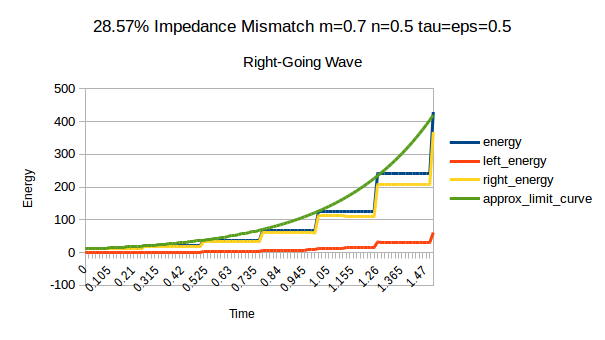 28.57% Impedance Mismatch m=0.7 n=0.5 tau=eps=0.5
Right-Going Wave
500
400
300
200
100
0
-100
Energy
0
0.105
0.21
0.315
0.42
0.525
0.63
0.735
0.84
0.945
1.05
1.155
1.26
1.365
1.47
Time
energy
left_energy
right_energy
approx_limit_curve